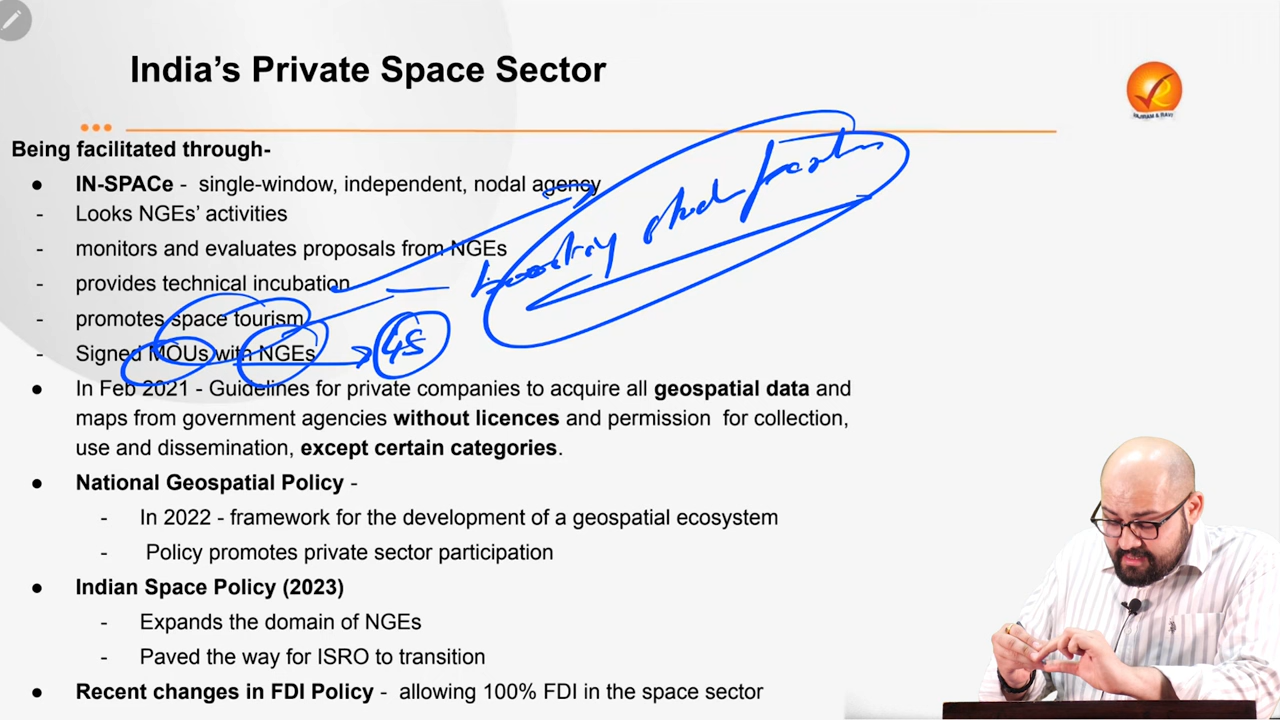 India's Private Space Sector
VAJIRAM & RAVI
Being facilitated through-
● IN-SPACe - single-window, independent, nodal agency
- Looks NGEs' activities
- monitors and evaluates proposals from NGEs
- provides technical incubation
- promotes space tourism
- Signed MOUs with NGEs
45
● In Feb 2021 - Guidelines for private companies to acquire all geospatial data and
maps from government agencies without licences and permission for collection,
use and dissemination, except certain categories.
● National Geospatial Policy -
- In 2022 - framework for the development of a geospatial ecosystem
- Policy promotes private sector participation
● Indian Space Policy (2023)
- Expands the domain of NGEs
- Paved the way for ISRO to transition
● Recent changes in FDI Policy - allowing 100% FDI in the space sector